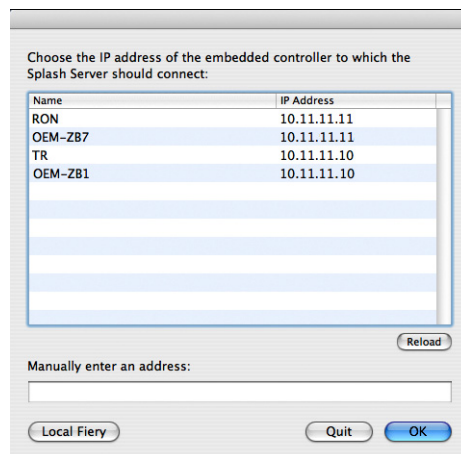 Choose the IP address of the embedded controller to which the
Splash Server should connect:
Name IP Address
RON 10.11.11.11
OEM-ZB7 10.11.11.11
TR 10.11.11.10
OEM-ZB1 10.11.11.10
Reload
Manually enter an address:
Local Fiery Quit OK